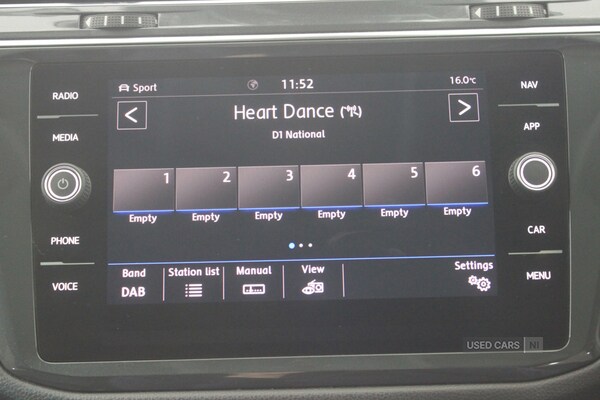 Sport 11:52 16.0°C
RADIO
MEDIA
PHONE
VOICE
< Heart Dance >
D1 National
1 2 3 4 5 6
Empty Empty Empty Empty Empty Empty
Band Station list Manual View Settings
DAB
NAV
APP
CAR
MENU
USED CARS NI